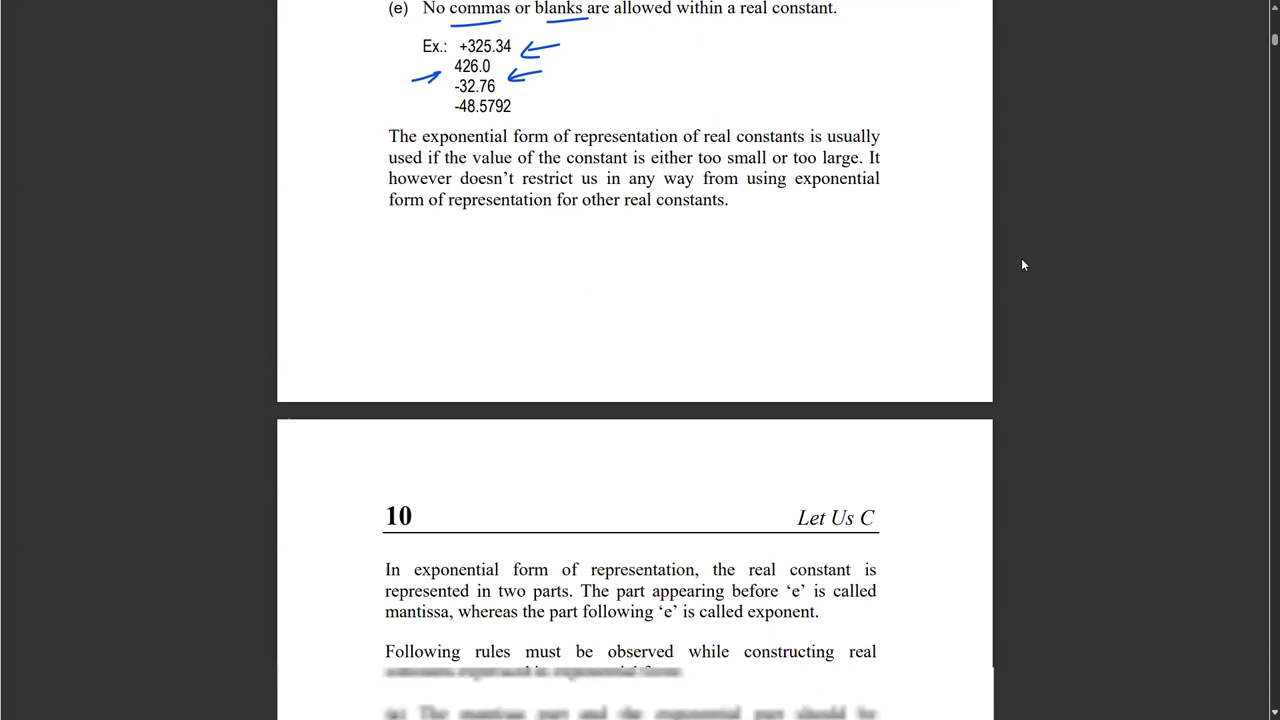 (e) No commas or blanks are allowed within a real constant.
Ex.: +325.34
426.0
-32.76
-48.5792
The exponential form of representation of real constants is usually
used if the value of the constant is either too small or too large. It
however doesn’t restrict us in any way from using exponential
form of representation for other real constants.
10 Let Us C
In exponential form of representation, the real constant is
represented in two parts. The part appearing before ‘e’ is called
mantissa, whereas the part following ‘e’ is called exponent.
Following rules must be observed while constructing real